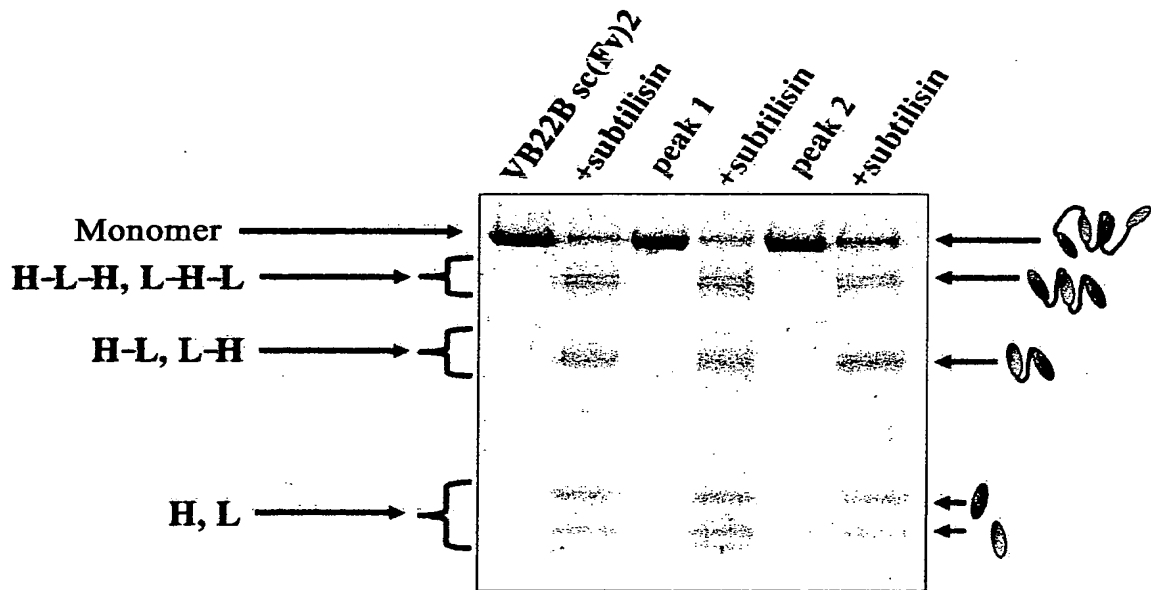 VB22B sc(Fv)2
+subtilisin
peak 1
+subtilisin
peak 2
+subtilisin
Monomer
H-L-H, L-H-L
H-L, L-H
H, L